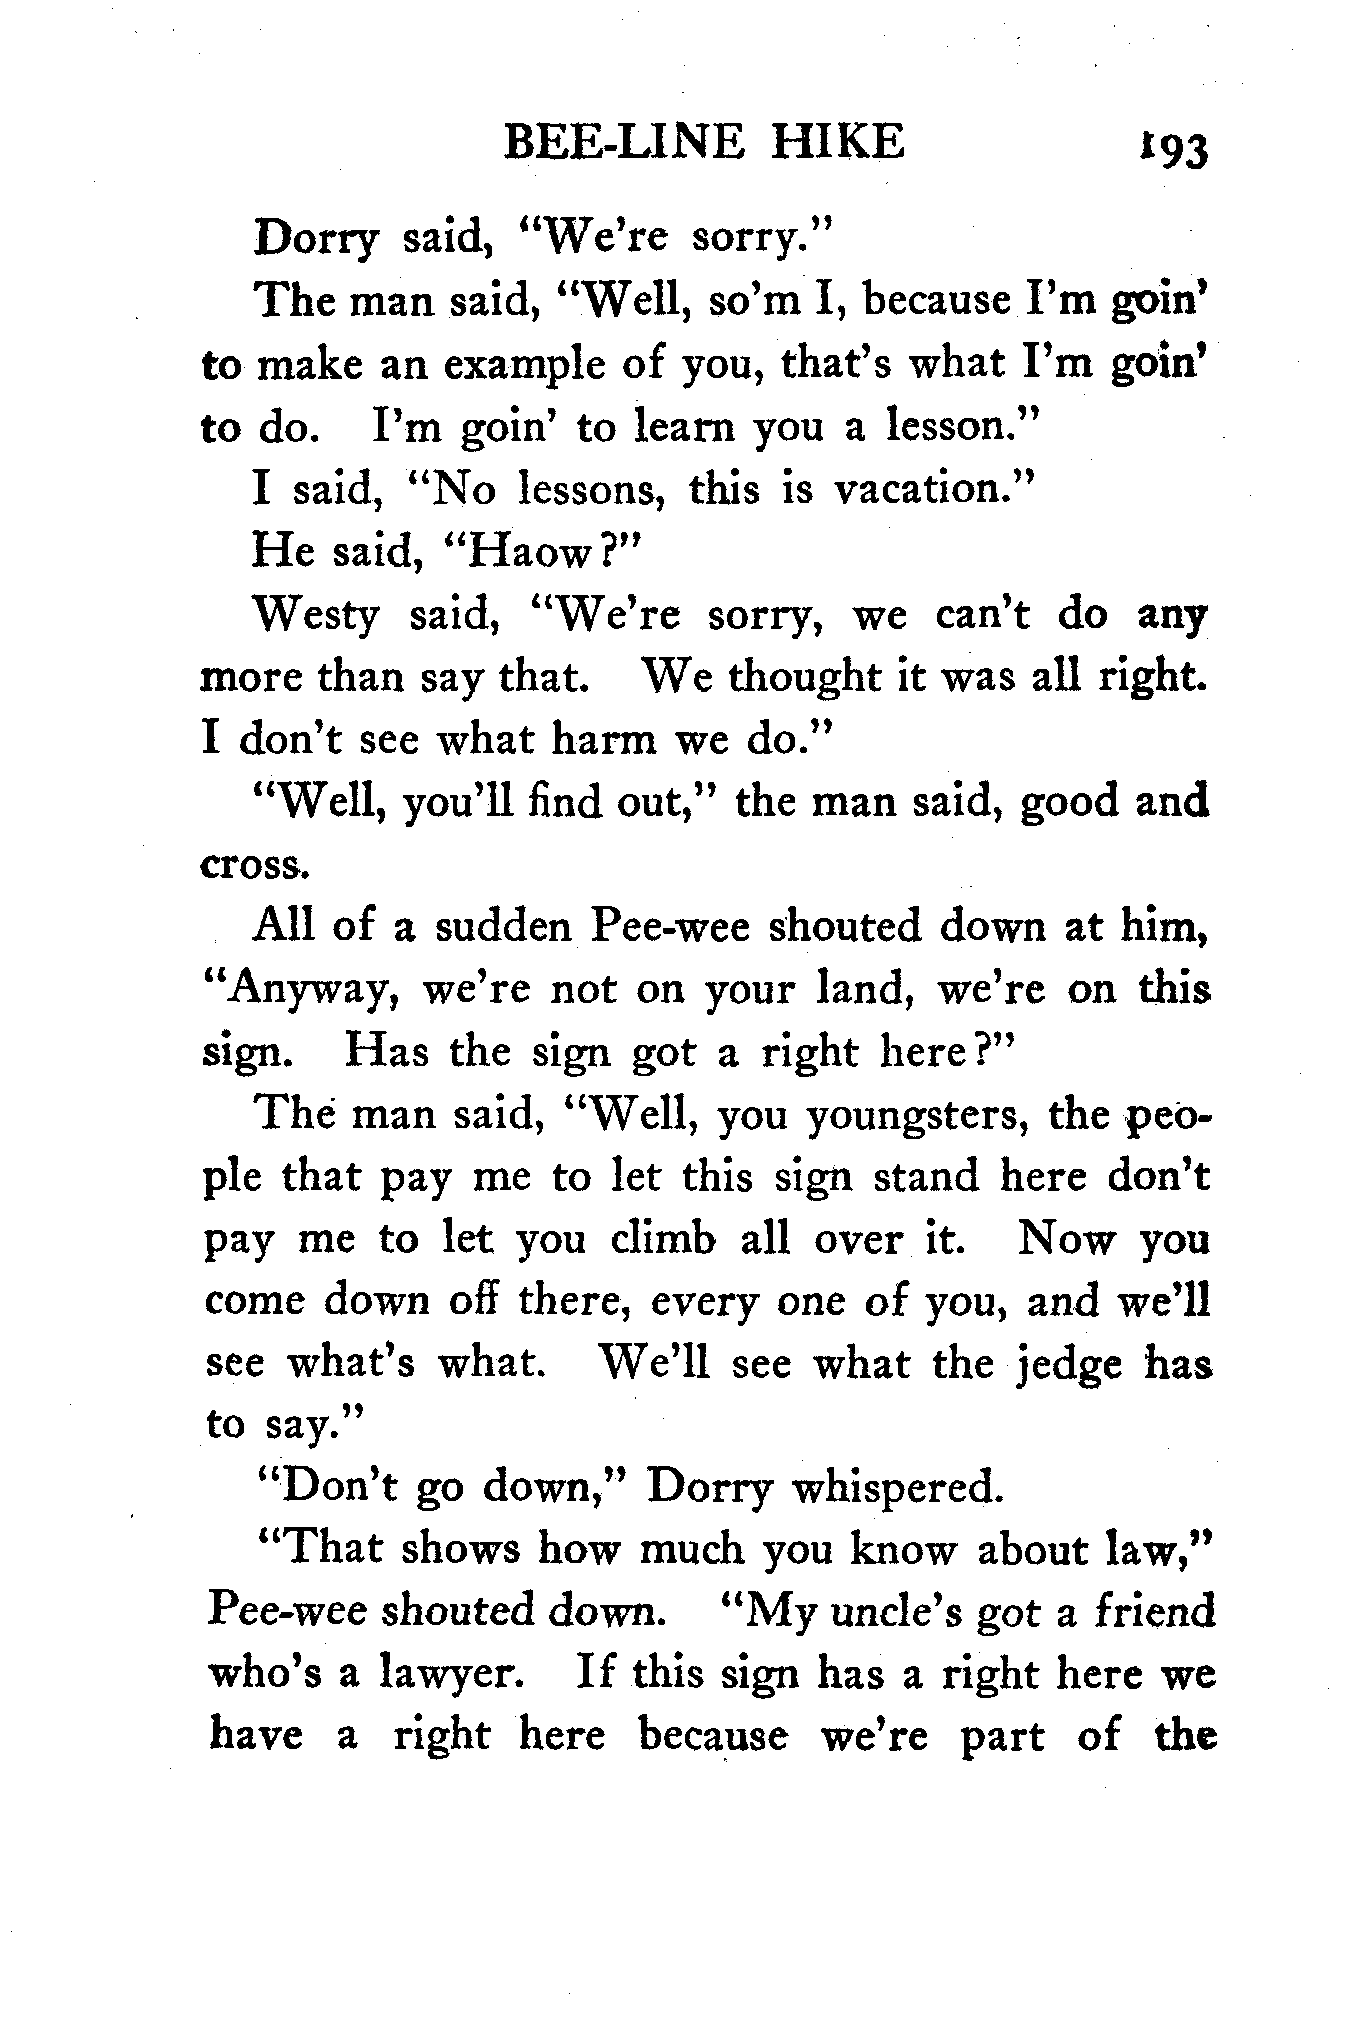 BEE-LINE HIKE 193
Dorry said, "We're sorry."
The man said, "Well, so'm I, because I'm goin'
to make an example of you, that's what I'm goin'
to do. I'm goin' to learn you a lesson."
I said, "No lessons, this is vacation."
He said, "Haow?"
Westy said, "We're sorry, we can't do any
more than say that. We thought it was all right.
I don't see what harm we do."
"Well, you'll find out," the man said, good and
cross.
All of a sudden Pee-wee shouted down at him,
"Anyway, we're not on your land, we're on this
sign. Has the sign got a right here?"
The man said, "Well, you youngsters, the peo-
ple that pay me to let this sign stand here don't
pay me to let you climb all over it. Now you
come down off there, every one of you, and we'll
see what's what. We'll see what the jedge has
to say."
"Don't go down," Dorry whispered.
"That shows how much you know about law,"
Pee-wee shouted down. "My uncle's got a friend
who's a lawyer. If this sign has a right here we
have a right here because we're part of the